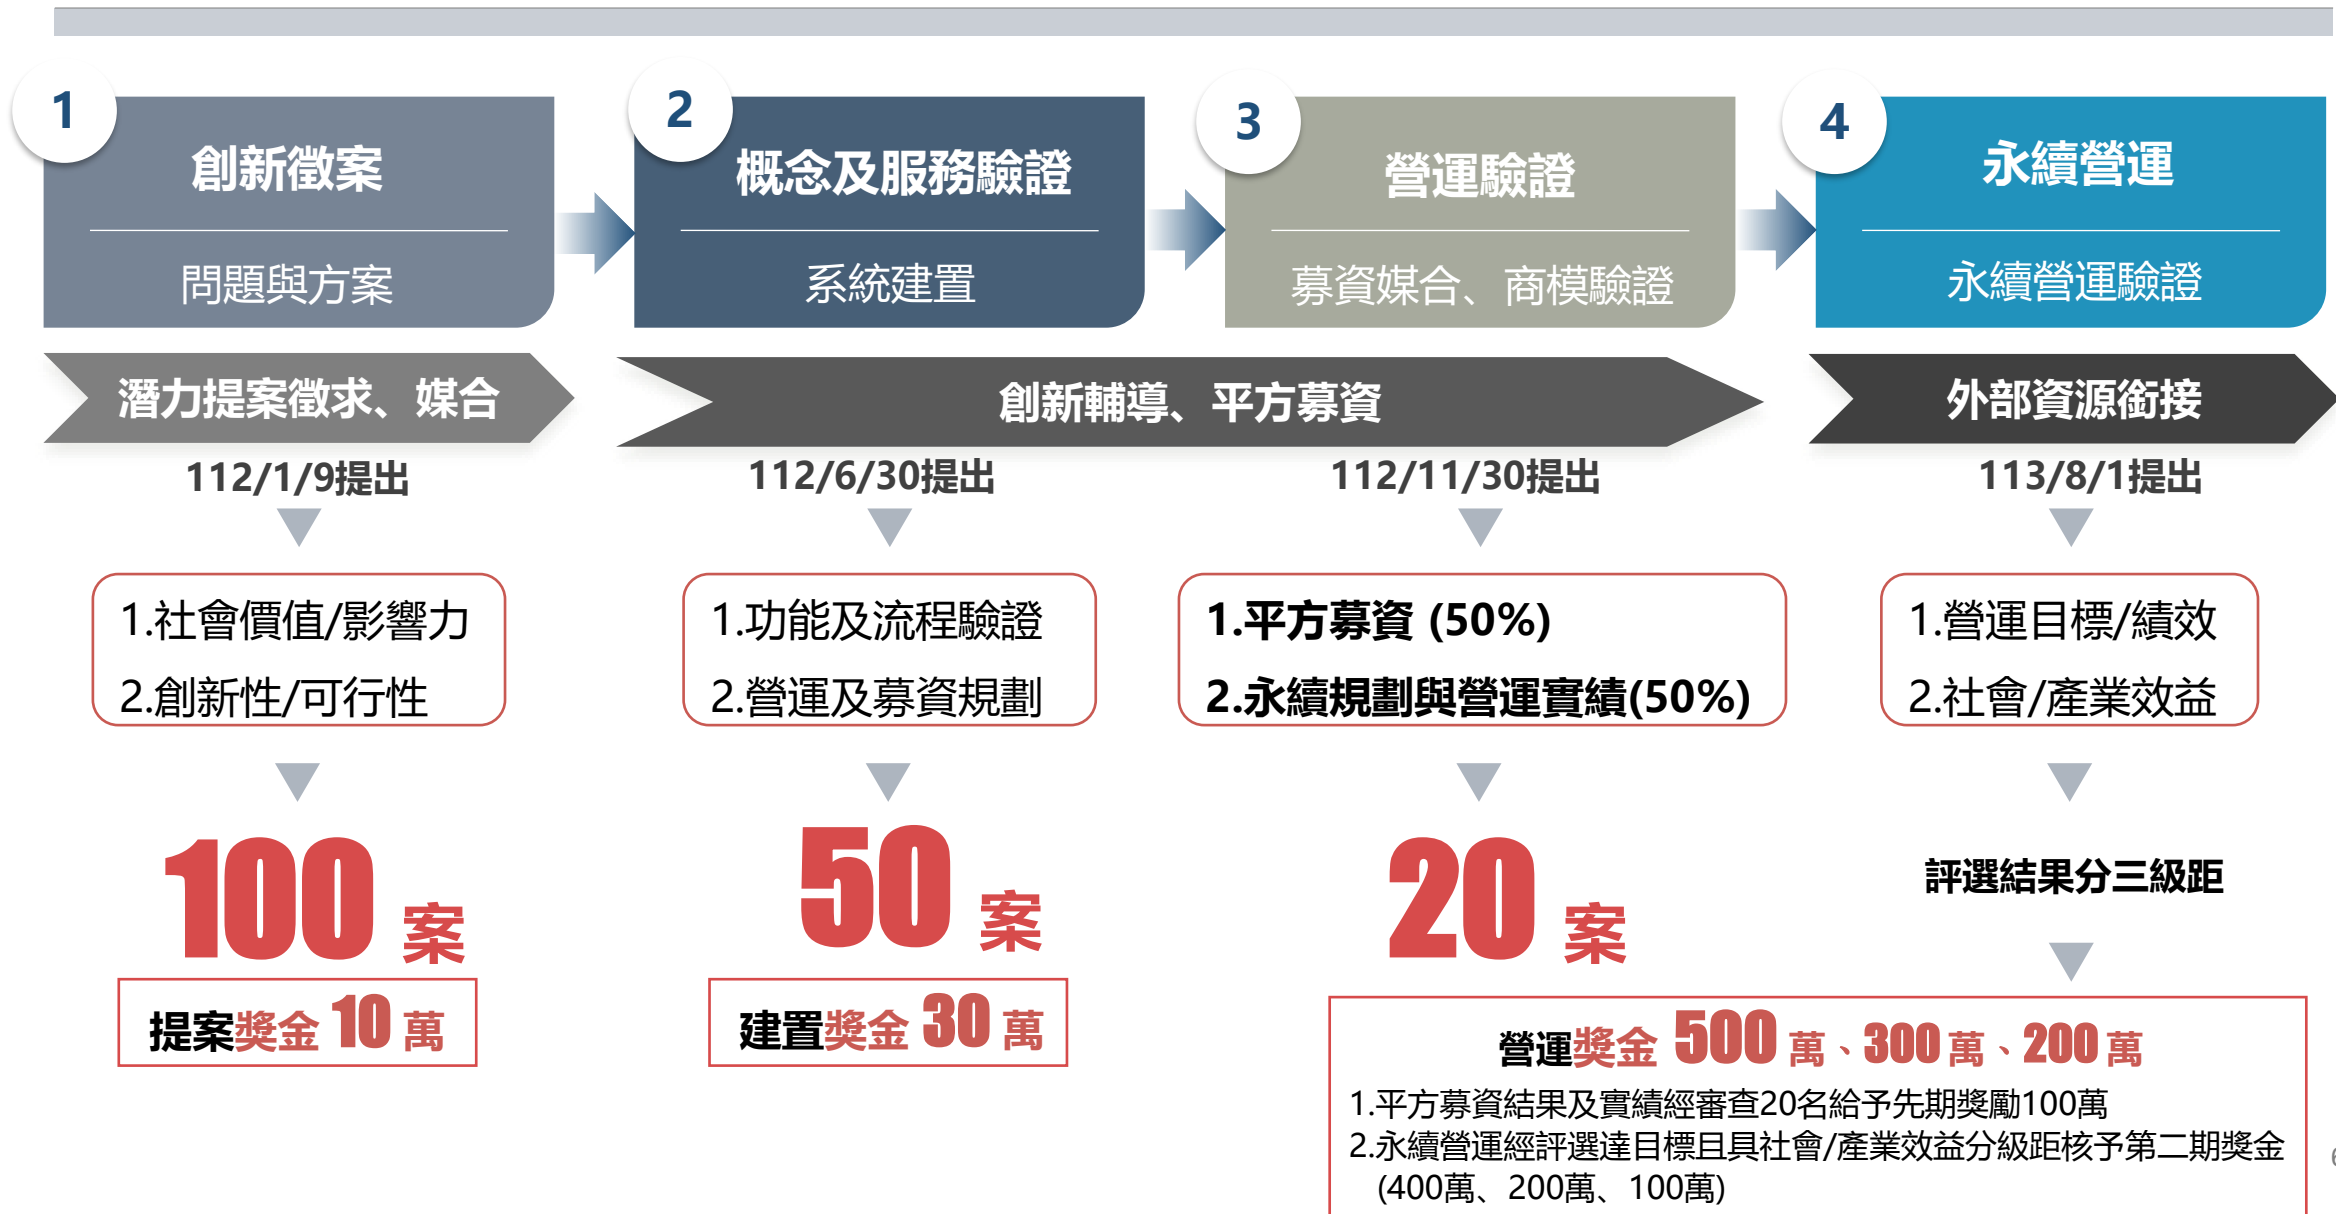 1
創新徵案
問題與方案
2
概念及服務驗證
系統建置
3
營運驗證
募資媒合、商模驗證
4
永續營運
永續營運驗證
潛力提案徵求、媒合
創新輔導、平方募資
外部資源銜接
112/1/9提出
112/6/30提出
112/11/30提出
113/8/1提出
1.社會價值/影響力
2.創新性/可行性
1.功能及流程驗證
2.營運及募資規劃
1.平方募資 (50%)
2.永續規劃與營運實績(50%)
1.營運目標/績效
2.社會/產業效益
100 案
50 案
20 案
評選結果分三級距
提案獎金 10 萬
建置獎金 30 萬
營運獎金 500 萬、300 萬、200 萬
1.平方募資結果及實績經審查20名給予先期獎勵100萬
2.永續營運經評選達目標且具社會/產業效益分級距核予第二期獎金
(400萬、200萬、100萬)